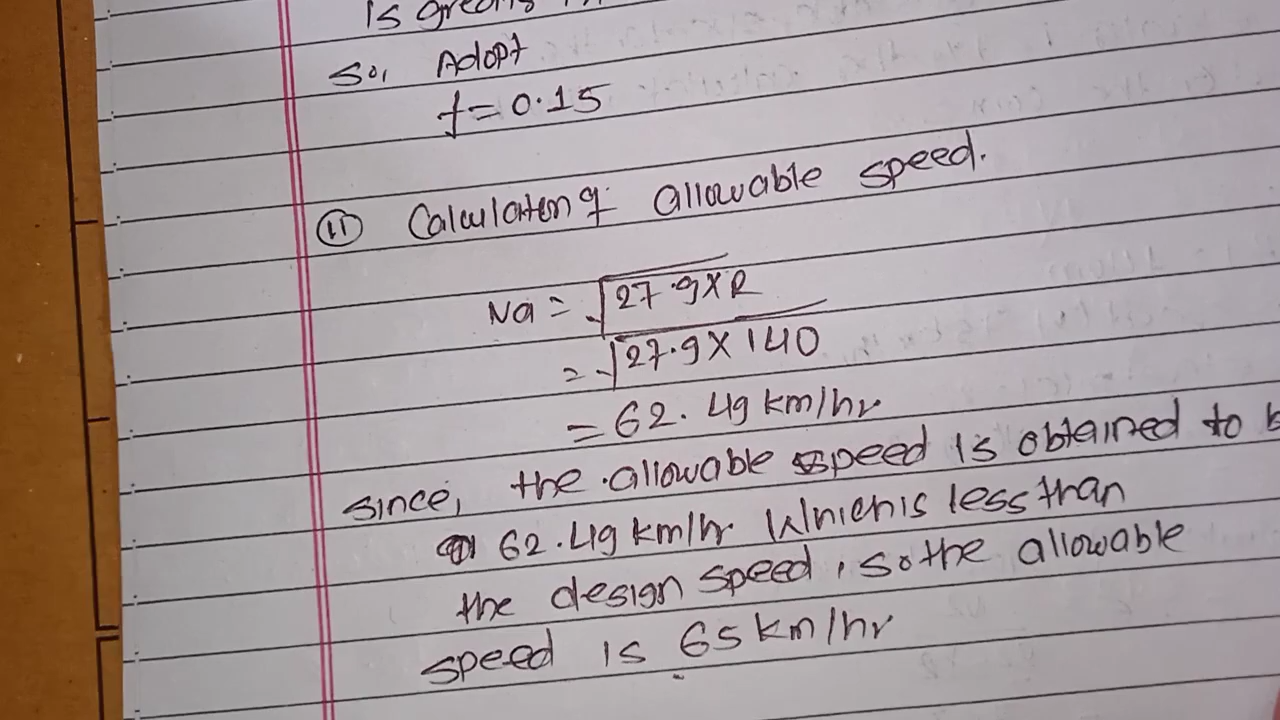 is
so, Adopt
f = 0.15
(11) Calculation of allowable speed.
Va = √27.9×R
= √27.9×140
= 62.49 km/hr
since, the allowable speed is obtained to b
62.49 km/hr Which is less than
the design speed, so the allowable
speed is 65 km/hr